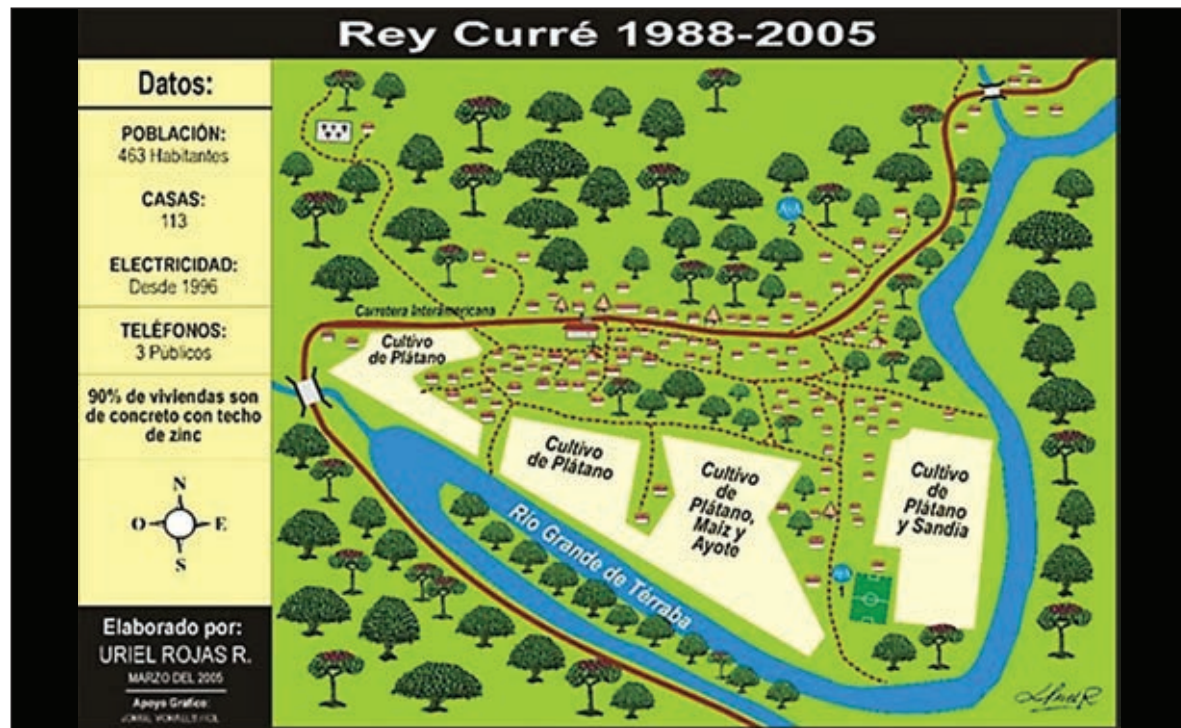 Rey Curré 1988-2005
Datos:
POBLACIÓN:
463 Habitantes
CASAS:
113
ELECTRICIDAD:
Desde 1996
TELÉFONOS:
3 Públicos
90% de viviendas son
de concreto con techo
de zinc
N
O E
S
Elaborado por:
URIEL ROJAS R.
MARZO DEL 2005
Apoyo Gráfico:
2
Carretera Interamericana
Cultivo
de Plátano
Cultivo
de Plátano
Cultivo
de
Plátano,
Maíz y
Ayote
Cultivo
de
Plátano
y Sandía
Río Grande de Térraba
1